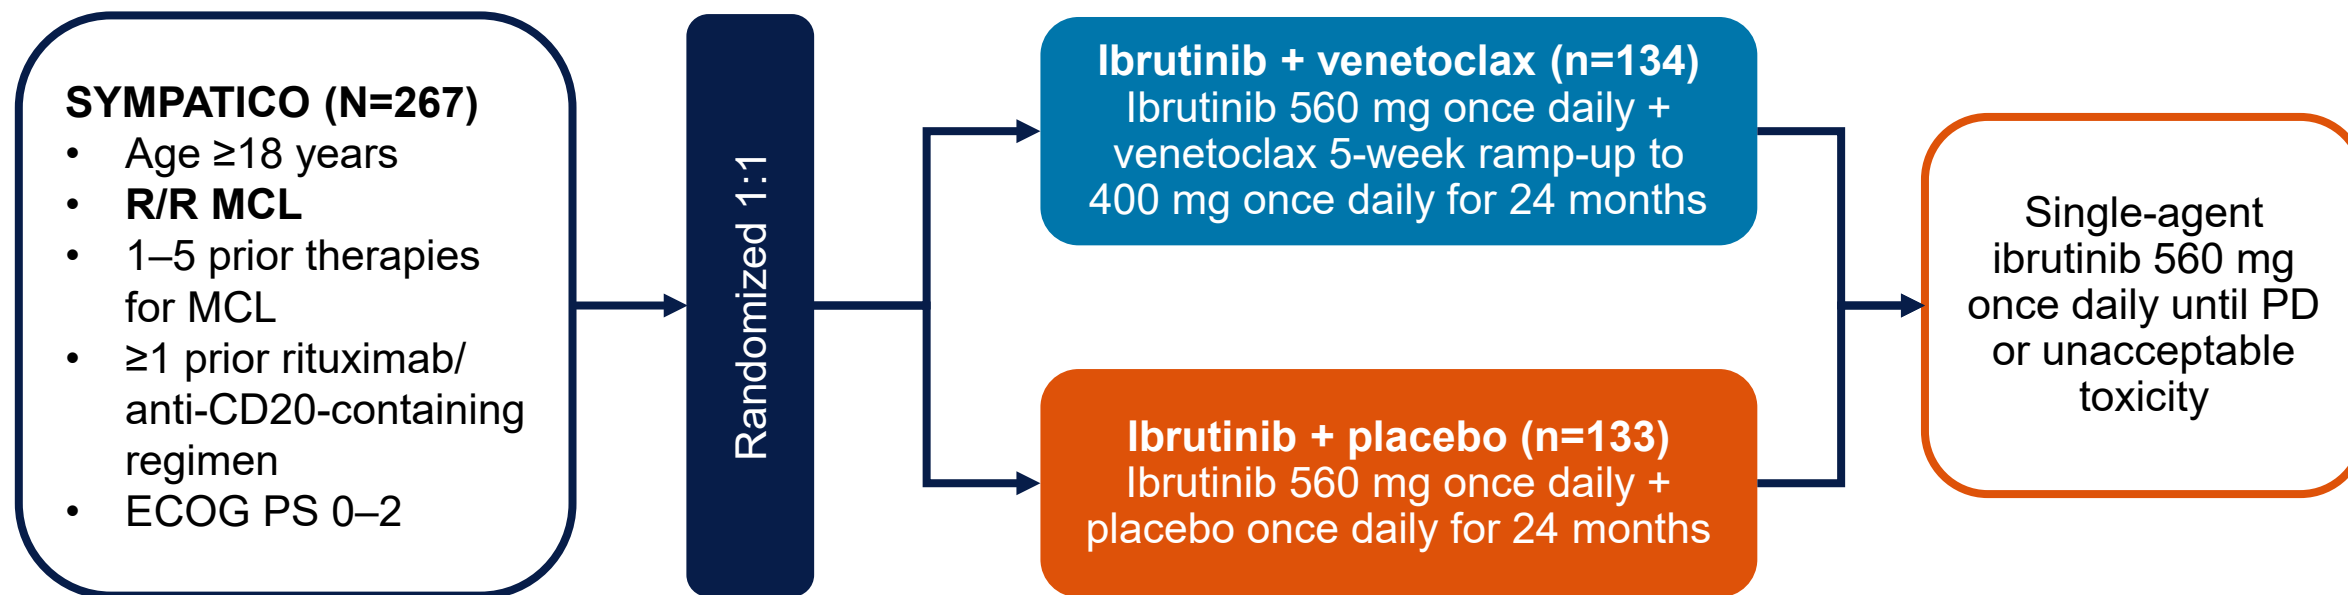 SYMPATICO (N=267)
• Age ≥18 years
• R/R MCL
• 1–5 prior therapies
for MCL
• ≥1 prior rituximab/
anti-CD20-containing
regimen
• ECOG PS 0–2
Randomized 1:1
Ibrutinib + venetoclax (n=134)
Ibrutinib 560 mg once daily +
venetoclax 5-week ramp-up to
400 mg once daily for 24 months
Ibrutinib + placebo (n=133)
Ibrutinib 560 mg once daily +
placebo once daily for 24 months
Single-agent
ibrutinib 560 mg
once daily until PD
or unacceptable
toxicity